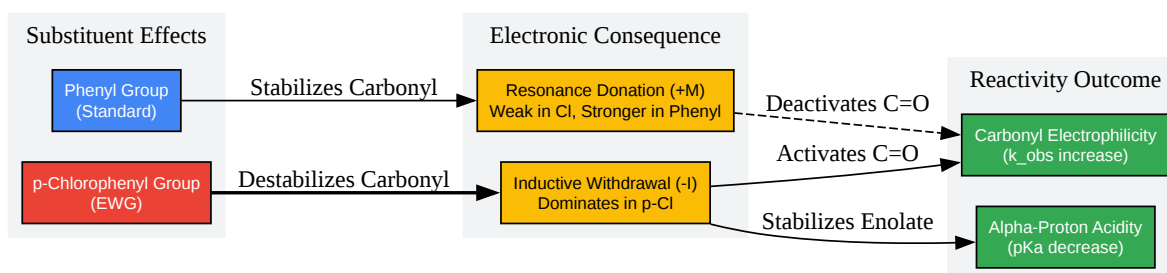 Substituent Effects
Electronic Consequence
Reactivity Outcome
Phenyl Group
(Standard)
Stabilizes Carbonyl
Resonance Donation (+M)
Weak in Cl, Stronger in Phenyl
Deactivates C=O
Carbonyl Electrophilicity
(k_obs increase)
p-Chlorophenyl Group
(EWG)
Destabilizes Carbonyl
Inductive Withdrawal (-I)
Dominates in p-Cl
Activates C=O
Stabilizes Enolate
Alpha-Proton Acidity
(pKa decrease)